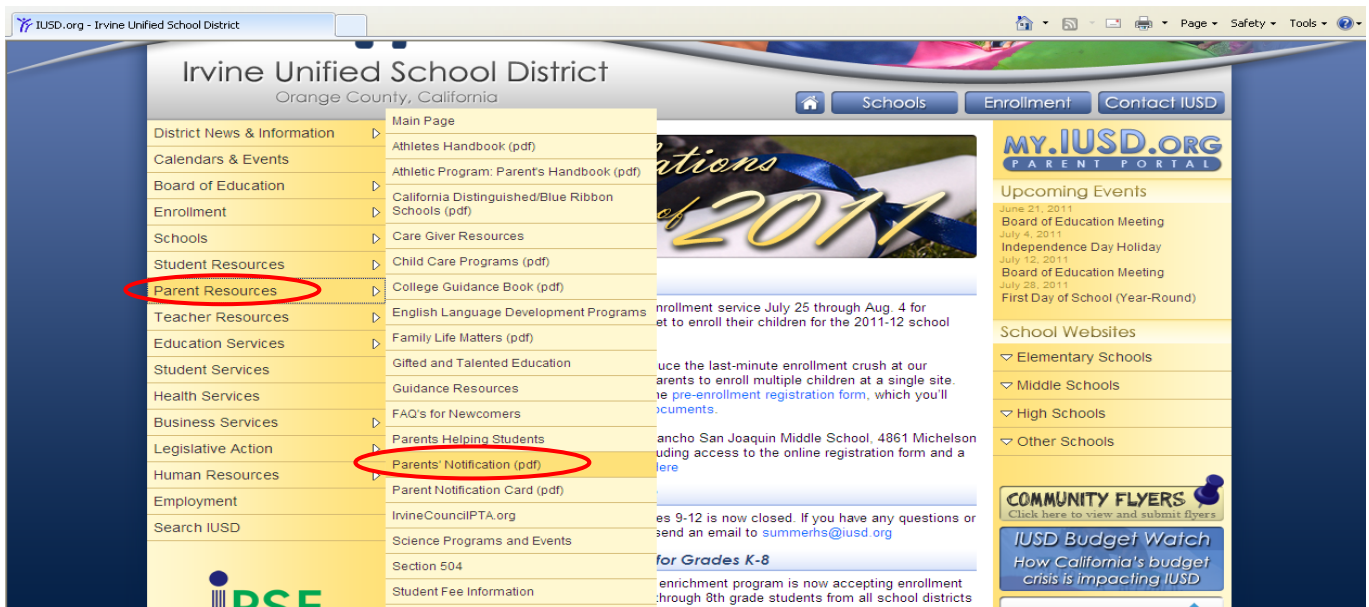 IUSD.org - Irvine Unified School District
Page
Safety
Tools
Irvine Unified School District
Orange County, California
Schools
Enrollment
Contact IUSD
District News & Information
Calendars & Events
Board of Education
Enrollment
Schools
Student Resources
Parent Resources
Teacher Resources
Education Services
Student Services
Health Services
Business Services
Legislative Action
Human Resources
Employment
Search IUSD
Main Page
Athletes Handbook (pdf)
Athletic Program: Parent's Handbook (pdf)
California Distinguished/Blue Ribbon
Schools (pdf)
Care Giver Resources
Child Care Programs (pdf)
College Guidance Book (pdf)
English Language Development Programs
Family Life Matters (pdf)
Gifted and Talented Education
Guidance Resources
FAQ's for Newcomers
Parents Helping Students
Parents' Notification (pdf)
Parent Notification Card (pdf)
IrvineCouncilPTA.org
Science Programs and Events
Section 504
Student Fee Information
of 2011
nrollment service July 25 through Aug. 4 for
et to enroll their children for the 2011-12 school
uce the last-minute enrollment crush at our
arents to enroll multiple children at a single site.
e pre-enrollment registration form, which you'll
ocuments.
ancho San Joaquin Middle School, 4861 Michelson
uding access to the online registration form and a
ere
es 9-12 is now closed. If you have any questions or
send an email to summerhs@iusd.org
for Grades K-8
enrichment program is now accepting enrollment
through 8th grade students from all school districts
MY.IUSD.ORG
PARENT PORTAL
Upcoming Events
June 21, 2011
Board of Education Meeting
July 4, 2011
Independence Day Holiday
July 12, 2011
Board of Education Meeting
July 28, 2011
First Day of School (Year-Round)
School Websites
Elementary Schools
Middle Schools
High Schools
Other Schools
COMMUNITY FLYERS
Click here to view and submit flyers
IUSD Budget Watch
How California's budget
crisis is impacting IUSD